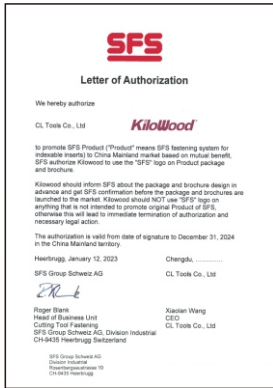 SFS
Letter of Authorization
We hereby authorize
CL Tools Co., Ltd
KiloWood
to promote SFS Product ("Product" means SFS fastening system for
indexable inserts) to China Mainland market based on mutual benefit,
SFS authorize Kilowood to use the "SFS" logo on Product package
and brochure.
Kilowood should inform SFS about the package and brochure design in
advance and get SFS confirmation before the package and brochures are
launched to the market. Kilowood should NOT use "SFS" logo on
anything that is not intended to promote original Product of SFS,
otherwise this will lead to immediate termination of authorization and
necessary legal action.
The authorization is valid from date of signature to December 31, 2024
in the China Mainland territory.
Heerbrugg, January 12, 2023
Chengdu, ............
SFS Group Schweiz AG
CL Tools Co., Ltd
Roger Blank
Xiaolan Wang
Head of Business Unit
CEO
Cutting Tool Fastening
CL Tools Co., Ltd
SFS Group Schweiz AG, Division Industrial
CH-9435 Heerbrugg Switzerland
SFS Group Schweiz AG
Division Industrial
Rosenbergsaustrasse 10
CH-9435 Heerbrugg